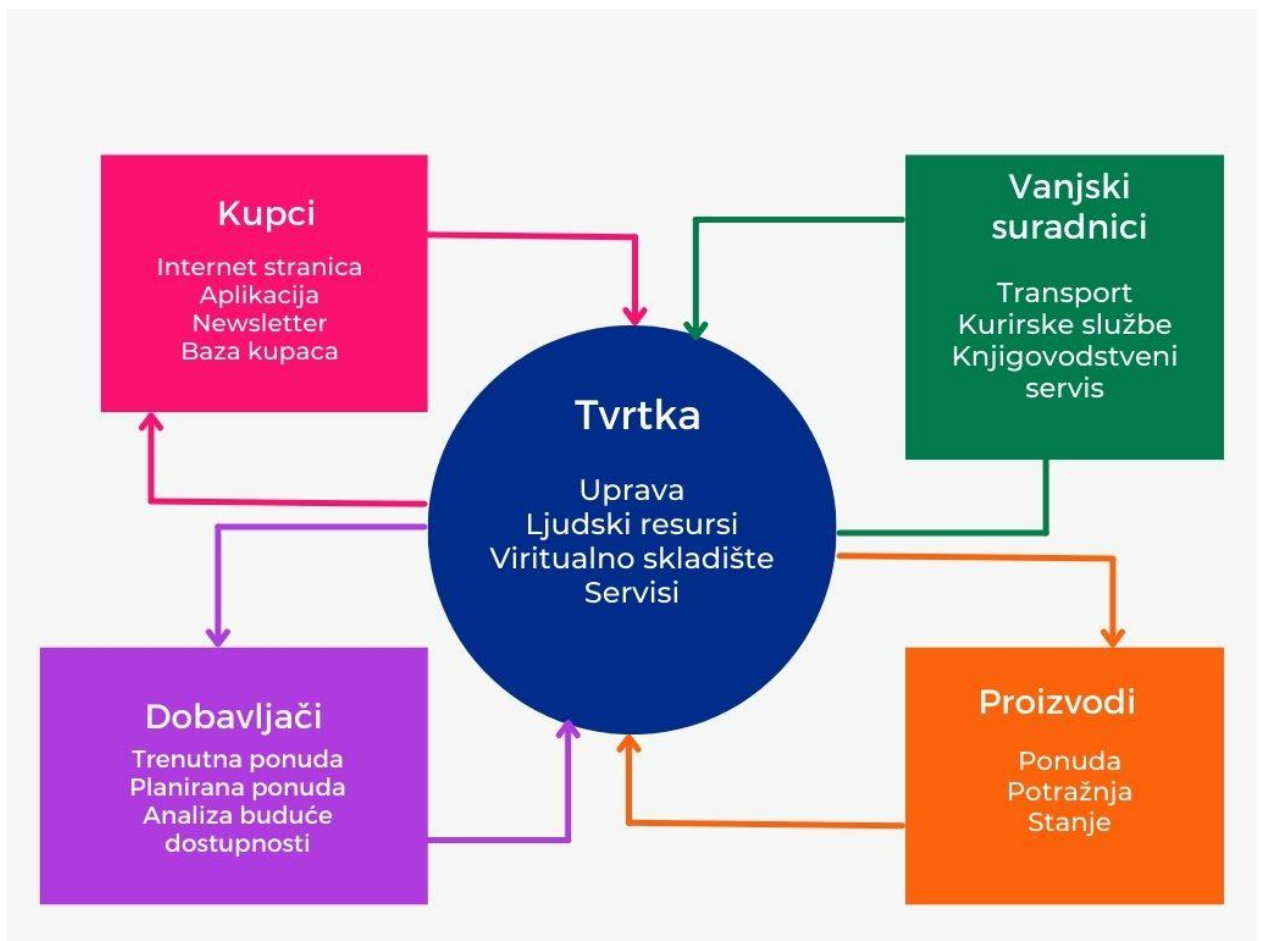 Kupci
Internet stranica
Aplikacija
Newsletter
Baza kupaca
Vanjski
suradnici
Transport
Kurirske službe
Knjigovodstveni
servis
Tvrtka
Uprava
Ljudski resursi
Viritualno skladište
Servisi
Dobavljači
Trenutna ponuda
Planirana ponuda
Analiza buduće
dostupnosti
Proizvodi
Ponuda
Potražnja
Stanje